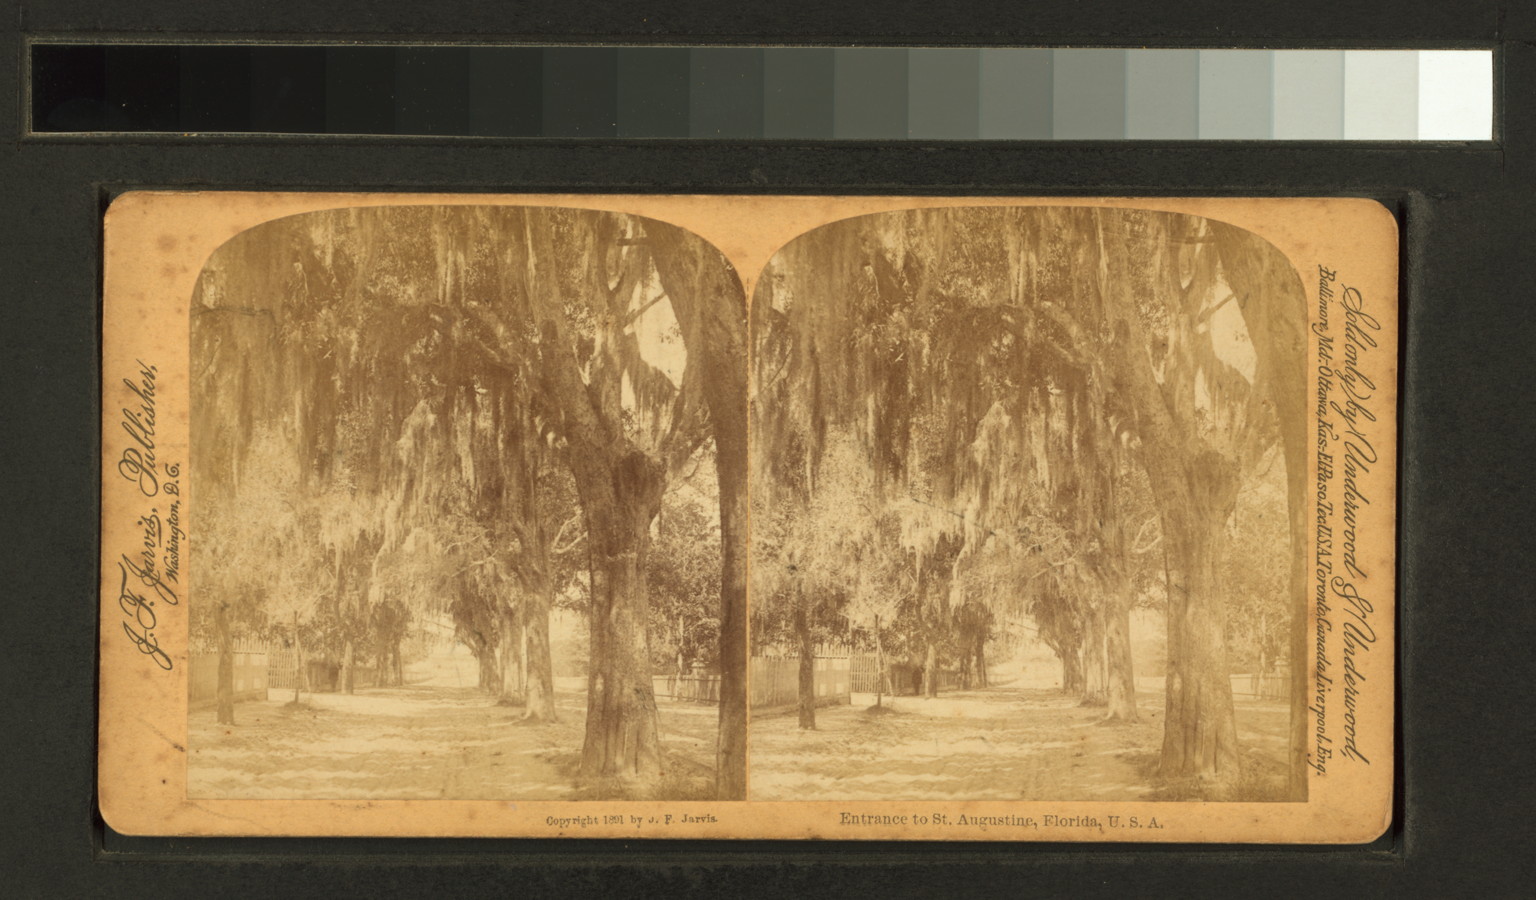 J. F. Jarvis, Publisher,
Washington, D.C.
Copyright 1891 by J. F. Jarvis.
Entrance to St. Augustine, Florida, U. S. A.
Sold only by Underwood & Underwood,
Baltimore, Md.: Ottawa, Kas.: El Paso, Tex. U.S.A. Toronto, Canada. Liverpool, Eng.